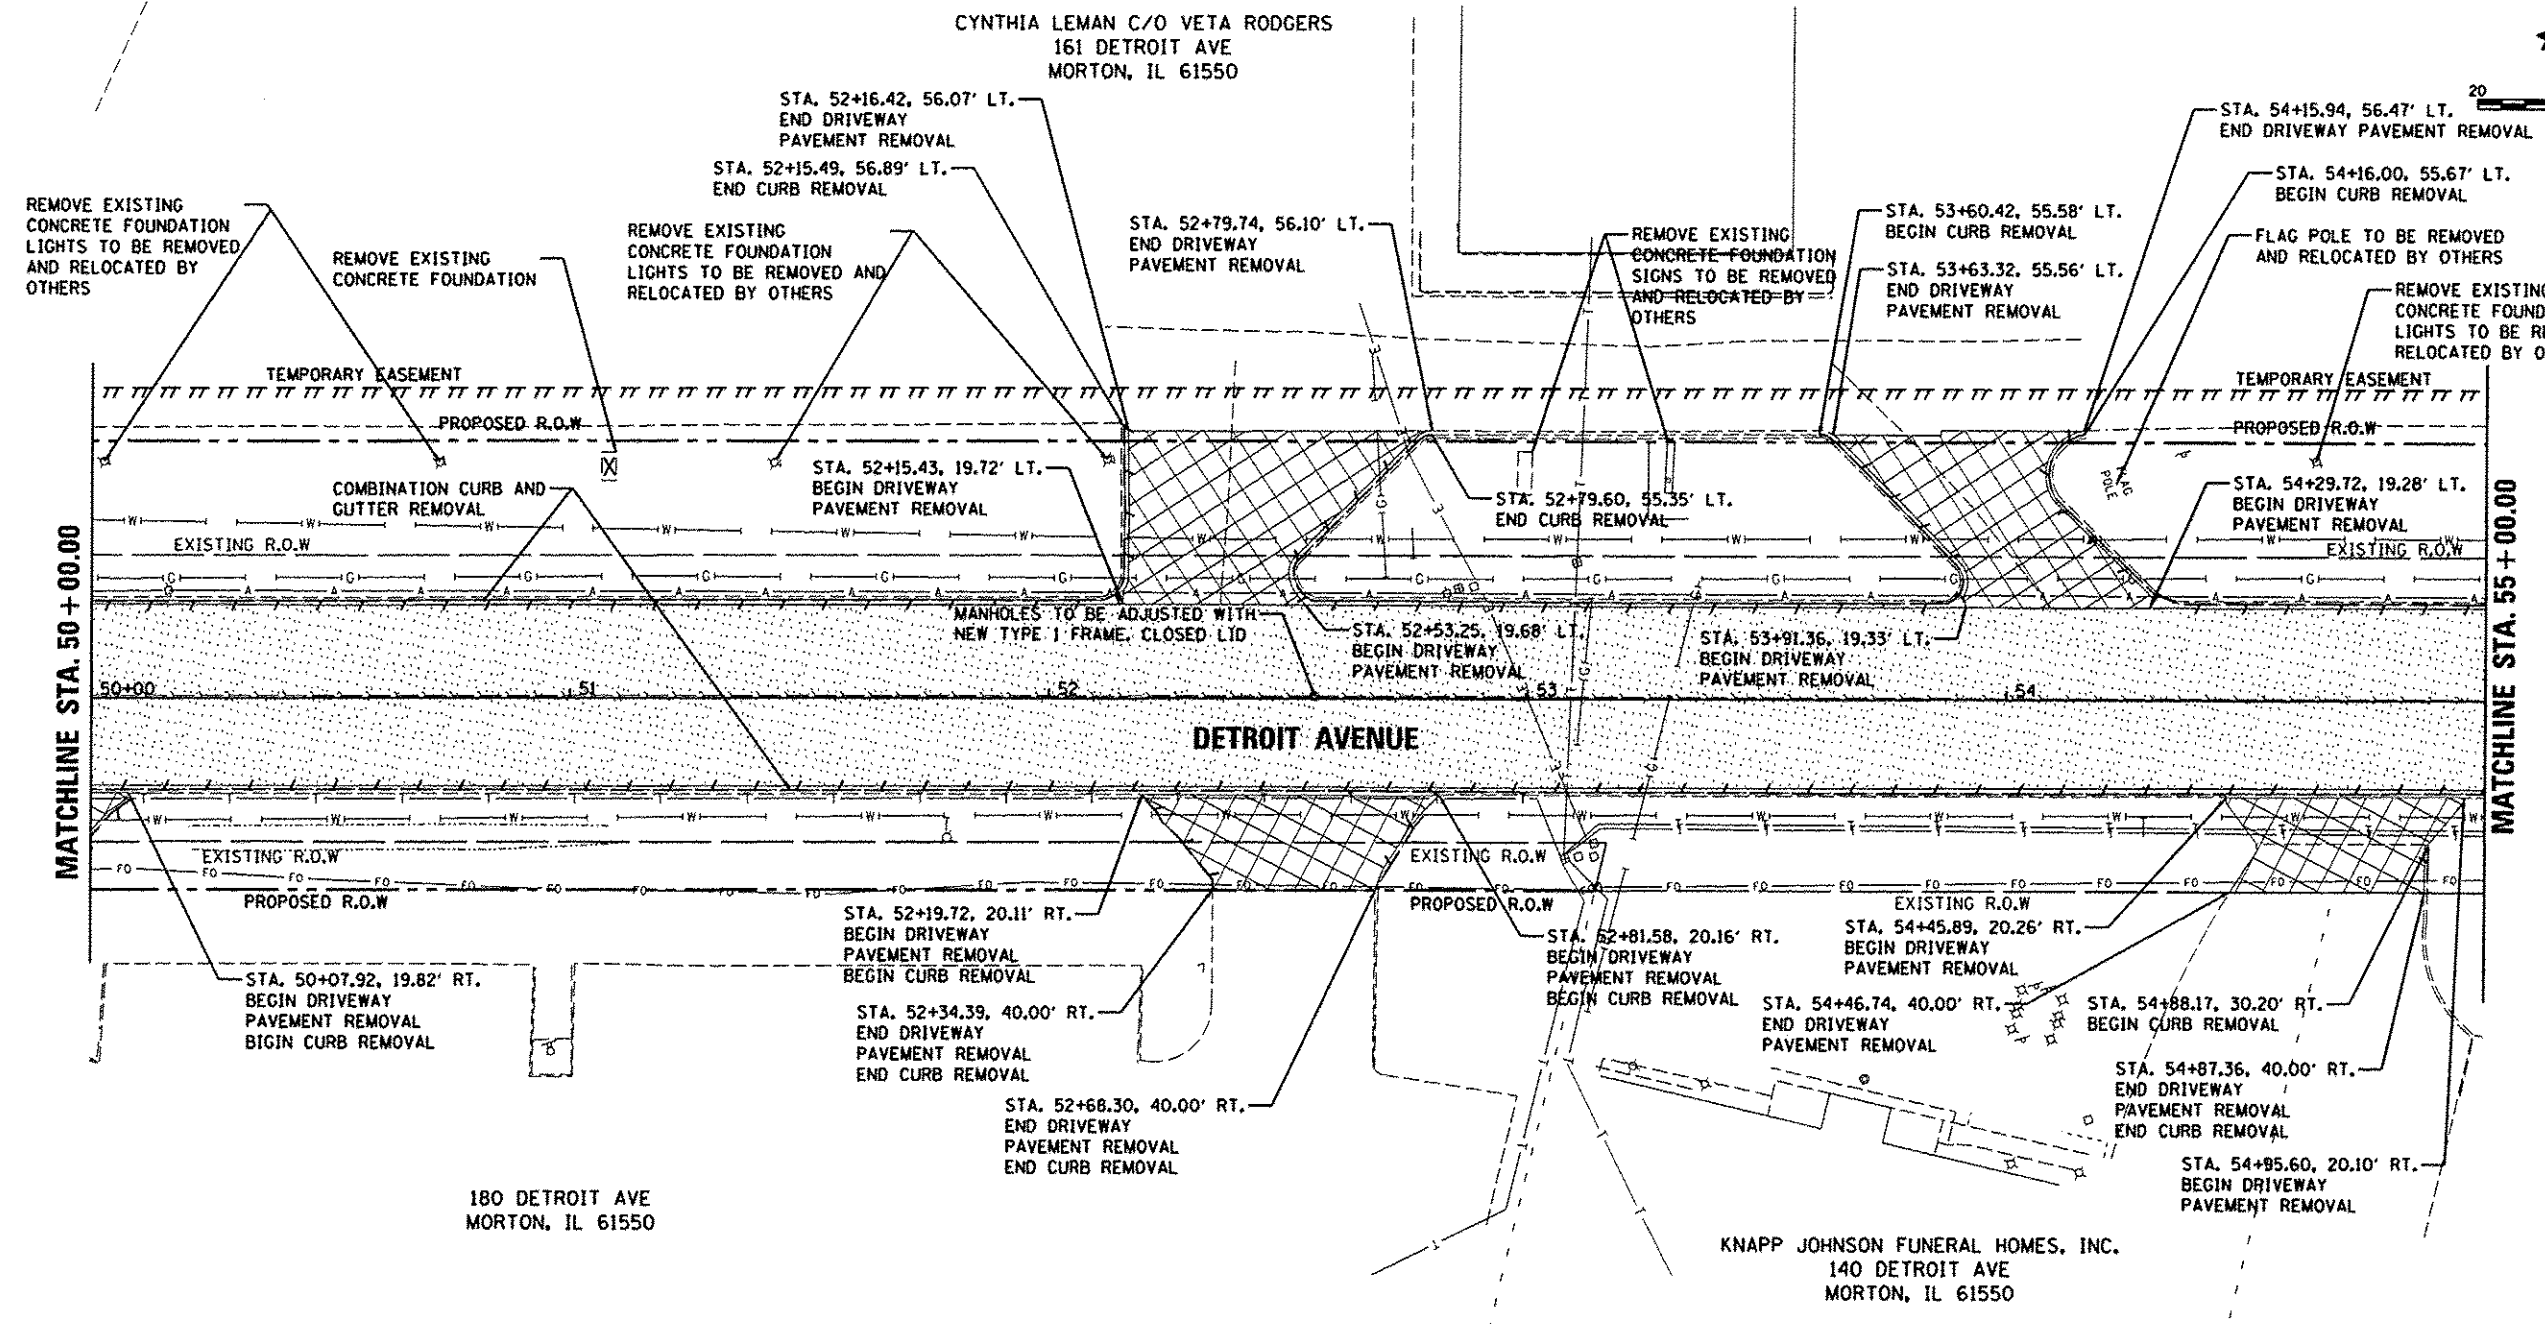 CYNTHIA LEMAN C/O VETA RODGERS
161 DETROIT AVE
MORTON, IL 61550
20
STA. 52+16.42, 56.07' LT.
END DRIVEWAY
PAVEMENT REMOVAL
STA. 52+15.49, 56.89' LT.
END CURB REMOVAL
STA. 54+15.94, 56.47' LT.
END DRIVEWAY PAVEMENT REMOVAL
STA. 54+16.00, 55.67' LT.
BEGIN CURB REMOVAL
REMOVE EXISTING
CONCRETE FOUNDATION
LIGHTS TO BE REMOVED
AND RELOCATED BY
OTHERS
REMOVE EXISTING
CONCRETE FOUNDATION
REMOVE EXISTING
CONCRETE FOUNDATION
LIGHTS TO BE REMOVED AND
RELOCATED BY OTHERS
STA. 52+79.74, 56.10' LT.
END DRIVEWAY
PAVEMENT REMOVAL
REMOVE EXISTING
CONCRETE FOUNDATION
SIGNS TO BE REMOVED
AND RELOCATED BY
OTHERS
STA. 53+60.42, 55.58' LT.
BEGIN CURB REMOVAL
STA. 53+63.32, 55.56' LT.
END DRIVEWAY
PAVEMENT REMOVAL
FLAG POLE TO BE REMOVED
AND RELOCATED BY OTHERS
REMOVE EXISTING
CONCRETE FOUND
LIGHTS TO BE RE
RELOCATED BY O
TEMPORARY EASEMENT
TEMPORARY EASEMENT
PROPOSED R.O.W
PROPOSED R.O.W
STA. 52+15.43, 19.72' LT.
BEGIN DRIVEWAY
PAVEMENT REMOVAL
COMBINATION CURB AND
GUTTER REMOVAL
STA. 52+79.60, 55.35' LT.
END CURB REMOVAL
FLAG
POLE
STA. 54+29.72, 19.28' LT.
BEGIN DRIVEWAY
PAVEMENT REMOVAL
EXISTING R.O.W
EXISTING R.O.W
MATCHLINE STA. 50+00.00
MATCHLINE STA. 55+00.00
MANHOLES TO BE ADJUSTED WITH
NEW TYPE 1 FRAME, CLOSED LID
STA. 52+53.25, 19.68' LT.
BEGIN DRIVEWAY
PAVEMENT REMOVAL
STA. 53+91.36, 19.33' LT.
BEGIN DRIVEWAY
PAVEMENT REMOVAL
50+00 51 52 53 54
DETROIT AVENUE
EXISTING R.O.W
EXISTING R.O.W
PROPOSED R.O.W
PROPOSED R.O.W
EXISTING R.O.W
STA. 50+07.92, 19.82' RT.
BEGIN DRIVEWAY
PAVEMENT REMOVAL
BIGIN CURB REMOVAL
STA. 52+19.72, 20.11' RT.
BEGIN DRIVEWAY
PAVEMENT REMOVAL
BEGIN CURB REMOVAL
STA. 52+34.39, 40.00' RT.
END DRIVEWAY
PAVEMENT REMOVAL
END CURB REMOVAL
STA. 52+68.30, 40.00' RT.
END DRIVEWAY
PAVEMENT REMOVAL
END CURB REMOVAL
STA. 52+81.58, 20.16' RT.
BEGIN DRIVEWAY
PAVEMENT REMOVAL
BEGIN CURB REMOVAL
STA. 54+45.89, 20.26' RT.
BEGIN DRIVEWAY
PAVEMENT REMOVAL
STA. 54+46.74, 40.00' RT.
END DRIVEWAY
PAVEMENT REMOVAL
STA. 54+88.17, 30.20' RT.
BEGIN CURB REMOVAL
STA. 54+87.36, 40.00' RT.
END DRIVEWAY
PAVEMENT REMOVAL
END CURB REMOVAL
STA. 54+95.60, 20.10' RT.
BEGIN DRIVEWAY
PAVEMENT REMOVAL
180 DETROIT AVE
MORTON, IL 61550
KNAPP JOHNSON FUNERAL HOMES, INC.
140 DETROIT AVE
MORTON, IL 61550